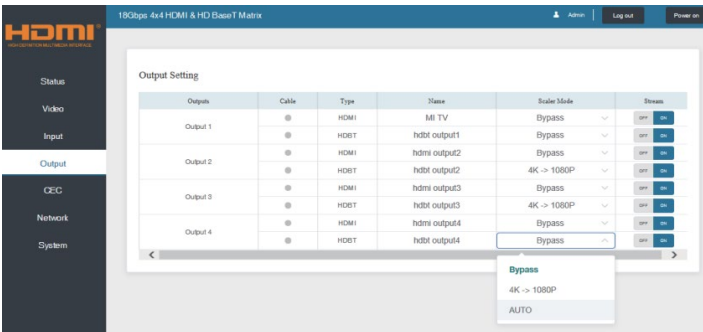 18Gbps 4x4 HDMI & HD BaseT Matrix
Admin
Log out
Power on
HDMI®
HIGH DEFINITION MULTIMEDIA INTERFACE
Status
Video
Input
Output
CEC
Network
System
Output Setting
Outputs Cable Type Name Scaler Mode Stream
Output 1
HDMI MI TV Bypass OFF ON
HDBT hdbt output1 Bypass OFF ON
Output 2
HDMI hdmi output2 Bypass OFF ON
HDBT hdbt output2 4K -> 1080P OFF ON
Output 3
HDMI hdmi output3 Bypass OFF ON
HDBT hdbt output3 4K -> 1080P OFF ON
Output 4
HDMI hdmi output4 Bypass OFF ON
HDBT hdbt output4 Bypass OFF ON
Bypass
4K -> 1080P
AUTO